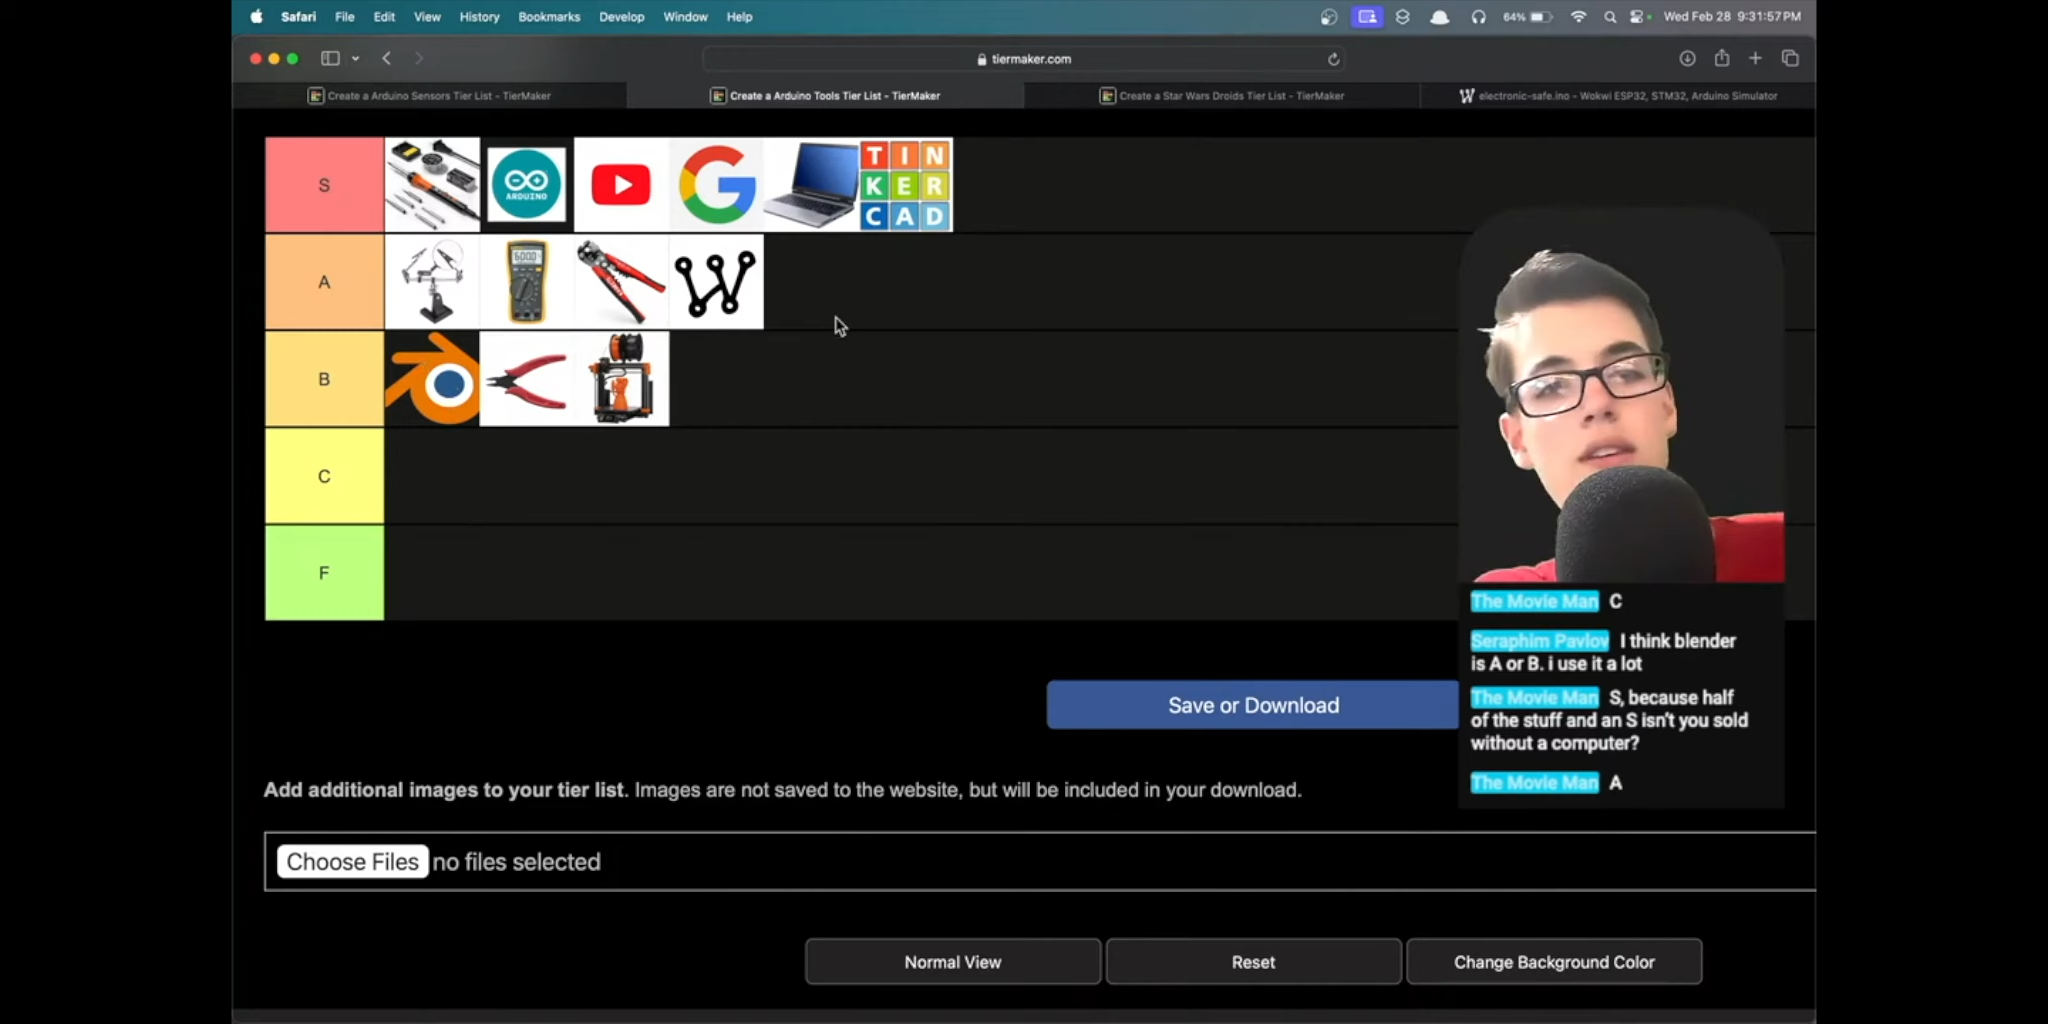 Safari File Edit View History Bookmarks Develop Window Help 64% Wed Feb 28 9:31:57 PM
tiermaker.com
Create a Arduino Sensors Tier List - TierMaker Create a Arduino Tools Tier List - TierMaker Create a Star Wars Droids Tier List - TierMaker electronic-safe.ino - Wokwi ESP32, STM32, Arduino Simulator
S
ARDUINO
TIN
KER
CAD
A
600.0
B
C
F
The Movie Man C
Seraphim Pavlov I think blender
is A or B. i use it a lot
The Movie Man S, because half
of the stuff and an S isn't you sold
without a computer?
The Movie Man A
Save or Download
Add additional images to your tier list. Images are not saved to the website, but will be included in your download.
Choose Files no files selected
Normal View Reset Change Background Color